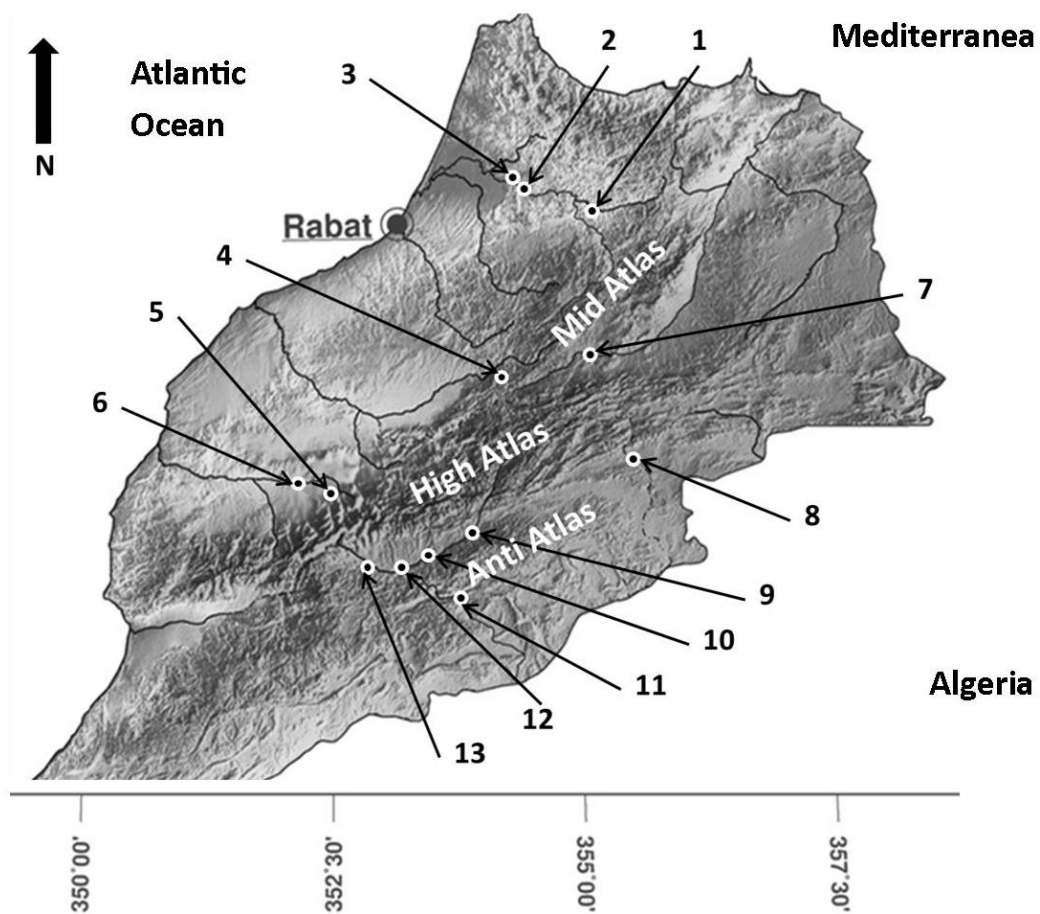 Mediterranea
Atlantic
Ocean
N
3
2
1
Rabat
4
5
6
7
Mid Atlas
High Atlas
Anti Atlas
8
9
10
11
12
13
Algeria
350°00'
352°30'
355°00'
357°30'